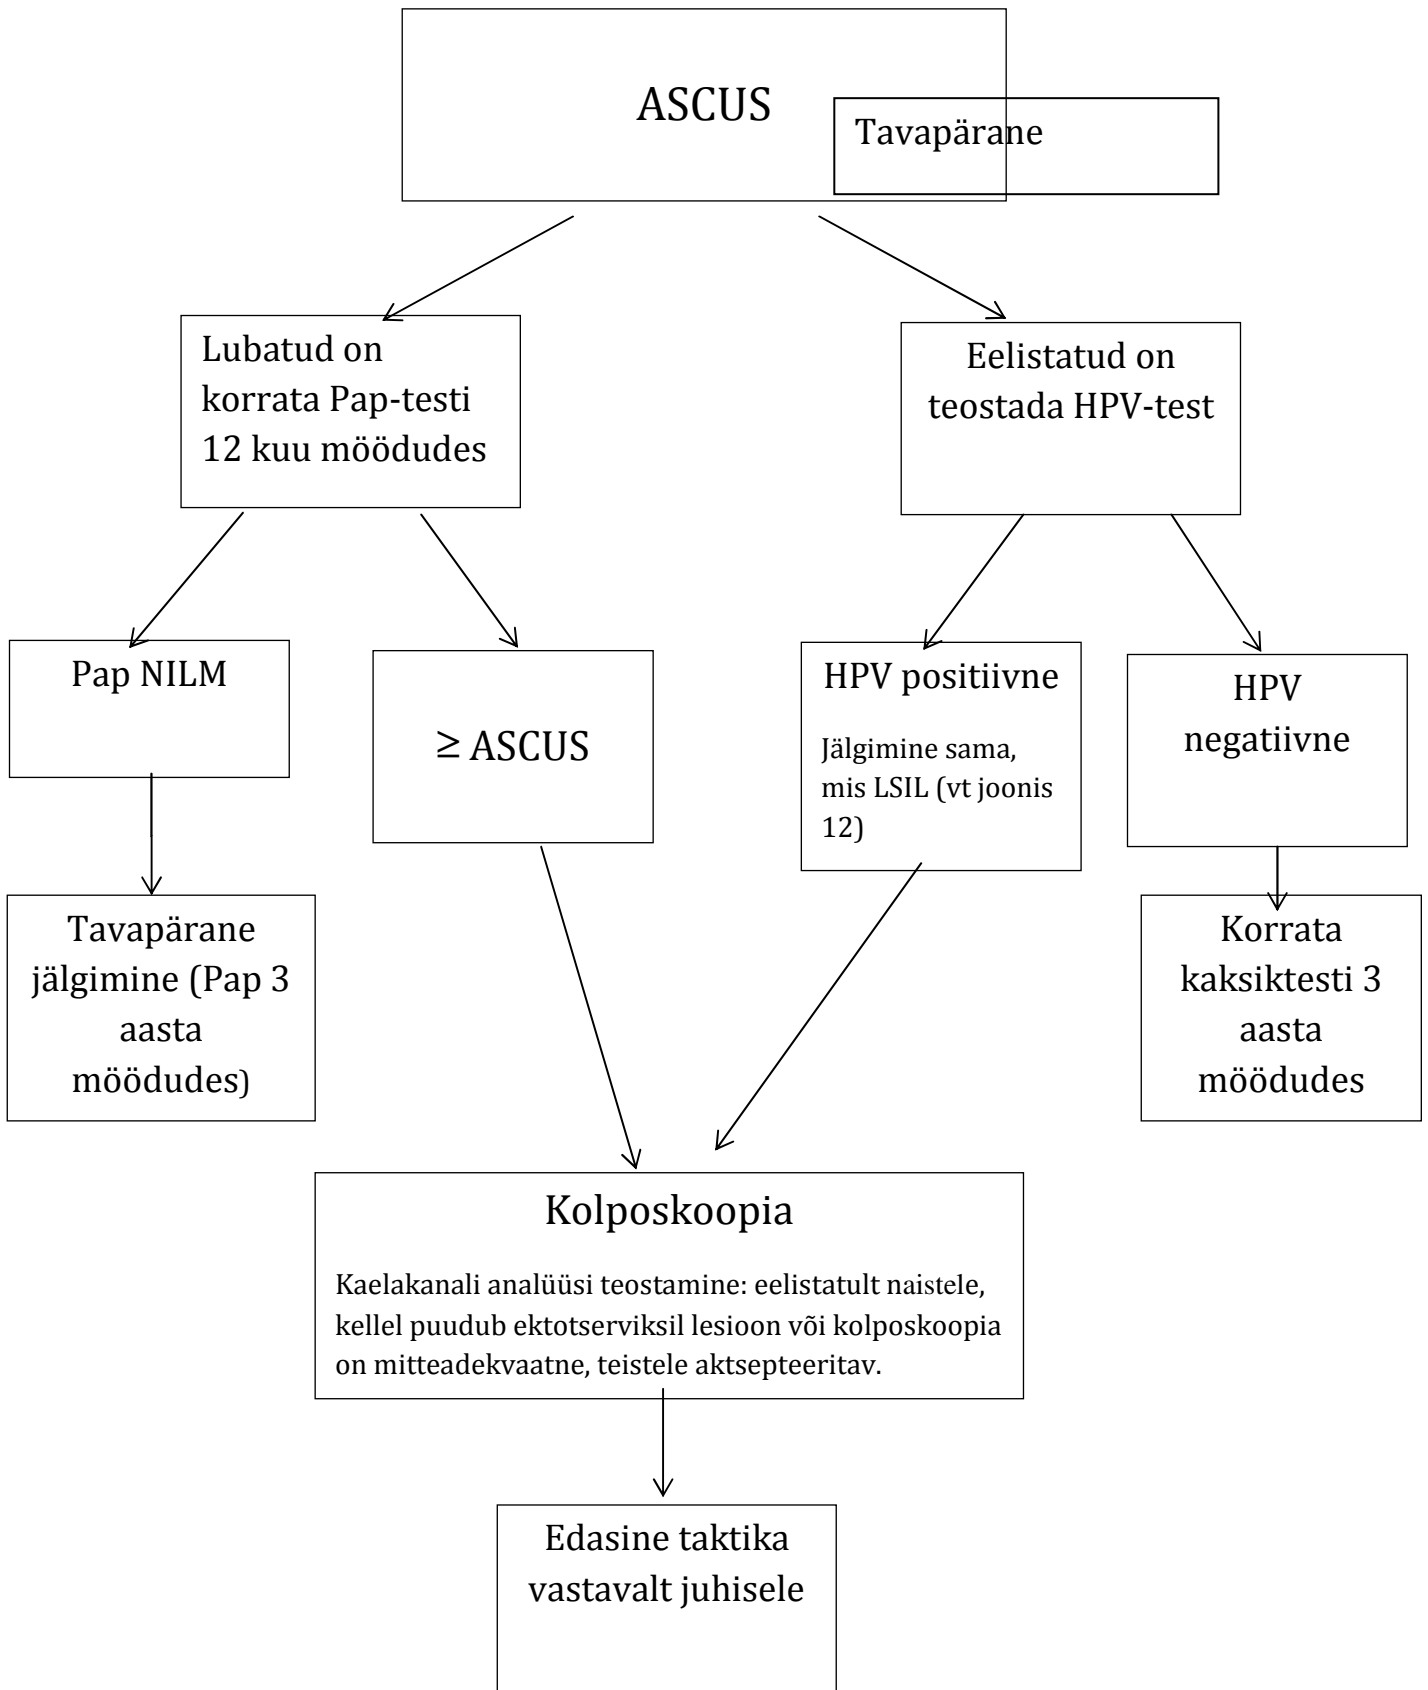 ASCUS
Tavapärane
Lubatud on
korrata Pap-testi
12 kuu möödudes
Eelistatud on
teostada HPV-test
Pap NILM
≥ ASCUS
HPV positiivne
Jälgimine sama,
mis LSIL (vt joonis
12)
HPV
negatiivne
Tavapärane
jälgimine (Pap 3
aasta
möödudes)
Korrata
kaksiktesti 3
aasta
möödudes
Kolposkoopia
Kaelakanali analüüsi teostamine: eelistatult naistele,
kellel puudub ektotserviksil lesioon või kolposkoopia
on mitteadekvaatne, teistele aktsepteeritav.
Edasine taktika
vastavalt juhisele